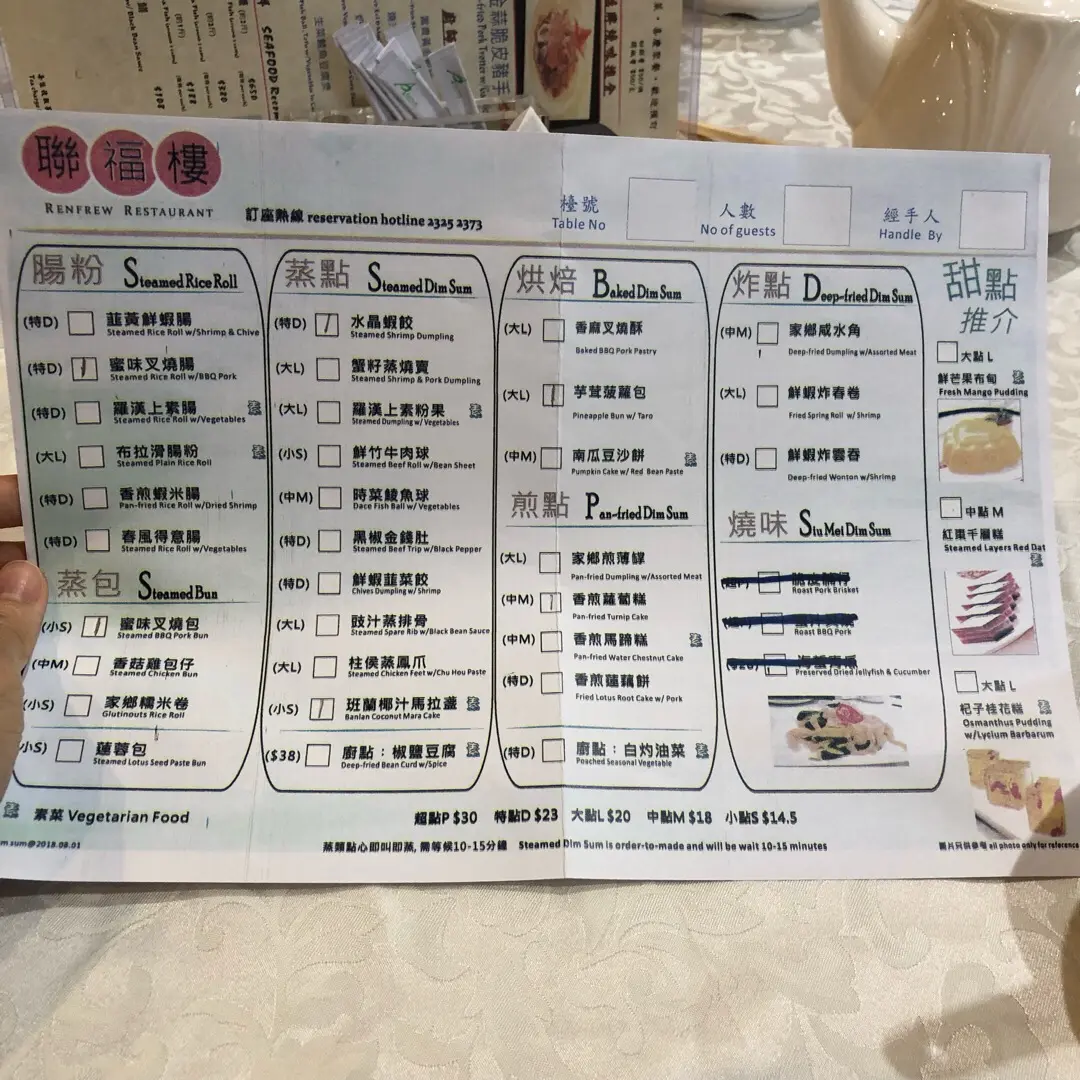 SEAFOOD
$650
$320
$188
$108
w/Black Bean Sauce
聯福樓
RENFREW RESTAURANT
訂座熱線 reservation hotline 2325 2373
檯號
Table No
人數
No of guests
經手人
Handle By
腸粉 Steamed Rice Roll
(特D) 韮黃鮮蝦腸
Steamed Rice Roll w/Shrimp & Chive
(特D) 蜜味叉燒腸
Steamed Rice Roll w/BBQ Pork
(特D) 羅漢上素腸 素
Steamed Rice Roll w/Vegetables
(大L) 布拉滑腸粉 素
Steamed Plain Rice Roll
(特D) 香煎蝦米腸
Pan-fried Rice Roll w/Dried Shrimp
(特D) 春風得意腸
Steamed Rice Roll w/Vegetables
蒸包 Steamed Bun
(小S) 蜜味叉燒包
Steamed BBQ Pork Bun
(中M) 香菇雞包仔
Steamed Chicken Bun
(小S) 家鄉糯米卷
Glutinouts Rice Roll
小S) 蓮蓉包
Steamed Lotus Seed Paste Bun
蒸點 Steamed Dim Sum
(特D) 水晶蝦餃
Steamed Shrimp Dumpling
(大L) 蟹籽蒸燒賣
Steamed Shrimp & Pork Dumpling
(大L) 羅漢上素粉果 素
Steamed Dumpling w/Vegetables
(小S) 鮮竹牛肉球
Steamed Beef Roll w/Bean Sheet
(中M) 時菜鯪魚球
Dace Fish Ball w/Vegetables
(特D) 黑椒金錢肚
Steamed Beef Trip w/Black Pepper
(特D) 鮮蝦韮菜餃
Chives Dumpling w/Shrimp
(大L) 豉汁蒸排骨
Steamed Spare Rib w/Black Bean Sauce
(大L) 柱侯蒸鳳爪
Steamed Chicken Feet w/Chu Hou Paste
(小S) 班蘭椰汁馬拉盞 素
Banlan Coconut Mara Cake
($38) 廚點：椒鹽豆腐 素
Deep-fried Bean Curd w/Spice
烘焙 Baked Dim Sum
(大L) 香麻叉燒酥
Baked BBQ Pork Pastry
(大L) 芋茸菠蘿包
Pineapple Bun w/ Taro
(中M) 南瓜豆沙餅 素
Pumpkin Cake w/ Red Bean Paste
煎點 Pan-fried Dim Sum
(大L) 家鄉煎薄罉
Pan-fried Dumpling w/Assorted Meat
(中M) 香煎蘿蔔糕
Pan-fried Turnip Cake
(中M) 香煎馬蹄糕 素
Pan-fried Water Chestnut Cake
(特D) 香煎蓮藕餅
Fried Lotus Root Cake w/ Pork
(特D) 廚點：白灼油菜 素
Poached Seasonal Vegetable
炸點 Deep-fried Dim Sum
(中M) 家鄉咸水角
Deep-fried Dumpling w/Assorted Meat
(大L) 鮮蝦炸春卷
Fried Spring Roll w/ Shrimp
(特D) 鮮蝦炸雲吞
Deep-fried Wonton w/Shrimp
燒味 Siu Mei Dim Sum
Roast Pork Brisket
Roast BBQ Pork
Preserved Dried Jellyfish & Cucumber
甜點
推介
大點 L
鮮芒果布甸 素
Fresh Mango Pudding
中點 M
紅棗千層糕
Steamed Layers Red Dat
素
大點 L
杞子桂花糕 素
Osmanthus Pudding
w/Lycium Barbarum
素 素菜 Vegetarian Food
超點P $30 特點D $23 大點L $20 中點M $18 小點S $14.5
m sum@2018.08.01
蒸類點心即叫即蒸, 需等候10-15分鐘 Steamed Dim Sum is order-to-made and will be wait 10-15 minutes
圖片只供參考 all photo only for reference